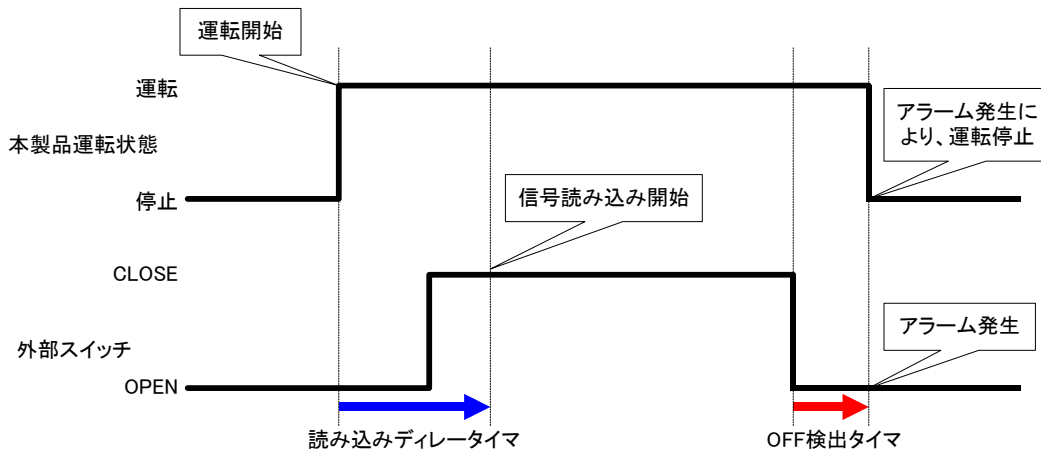 運転開始
運転
本製品運転状態
停止
アラーム発生に
より、運転停止
信号読み込み開始
CLOSE
外部スイッチ
OPEN
アラーム発生
読み込みディレータイマ
OFF検出タイマ